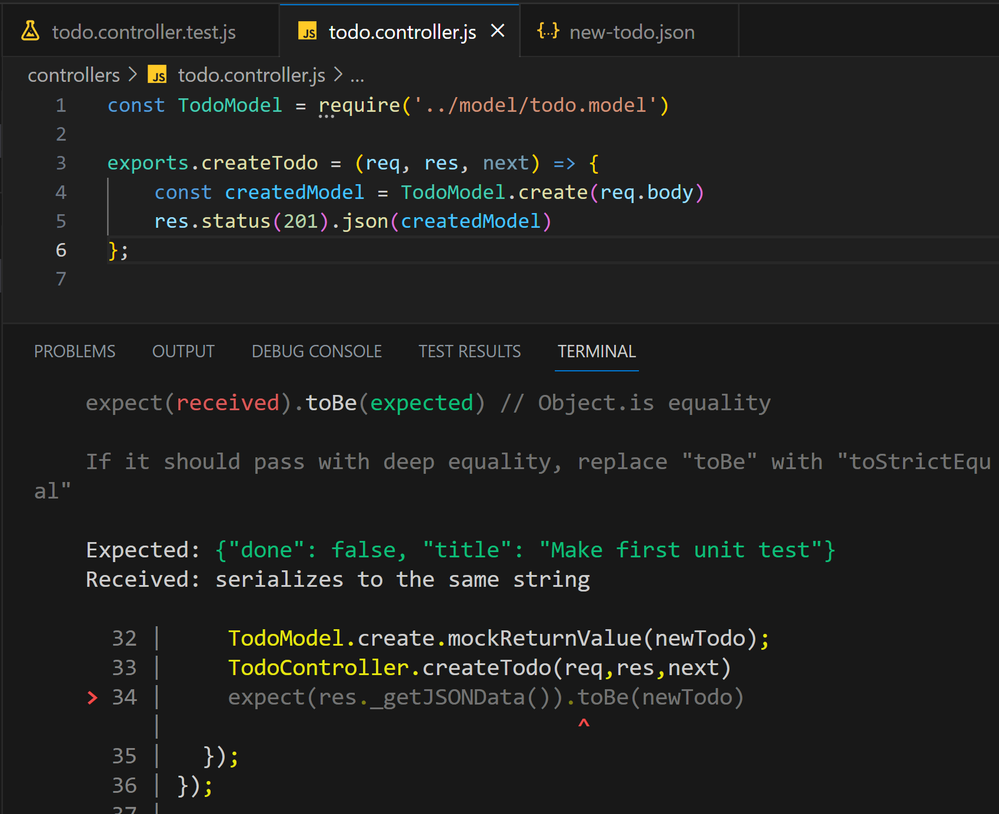 todo.controller.test.js
JS todo.controller.js ×
{...} new-todo.json
controllers > JS todo.controller.js > ...
1 const TodoModel = require('../model/todo.model')
2
3 exports.createTodo = (req, res, next) => {
4 const createdModel = TodoModel.create(req.body)
5 res.status(201).json(createdModel)
6 };
7
PROBLEMS OUTPUT DEBUG CONSOLE TEST RESULTS TERMINAL
expect(received).toBe(expected) // Object.is equality
If it should pass with deep equality, replace "toBe" with "toStrictEqu
al"
Expected: {"done": false, "title": "Make first unit test"}
Received: serializes to the same string
32 | TodoModel.create.mockReturnValue(newTodo);
33 | TodoController.createTodo(req,res,next)
> 34 | expect(res._getJSONData()).toBe(newTodo)
| ^
35 | });
36 | });
37 |